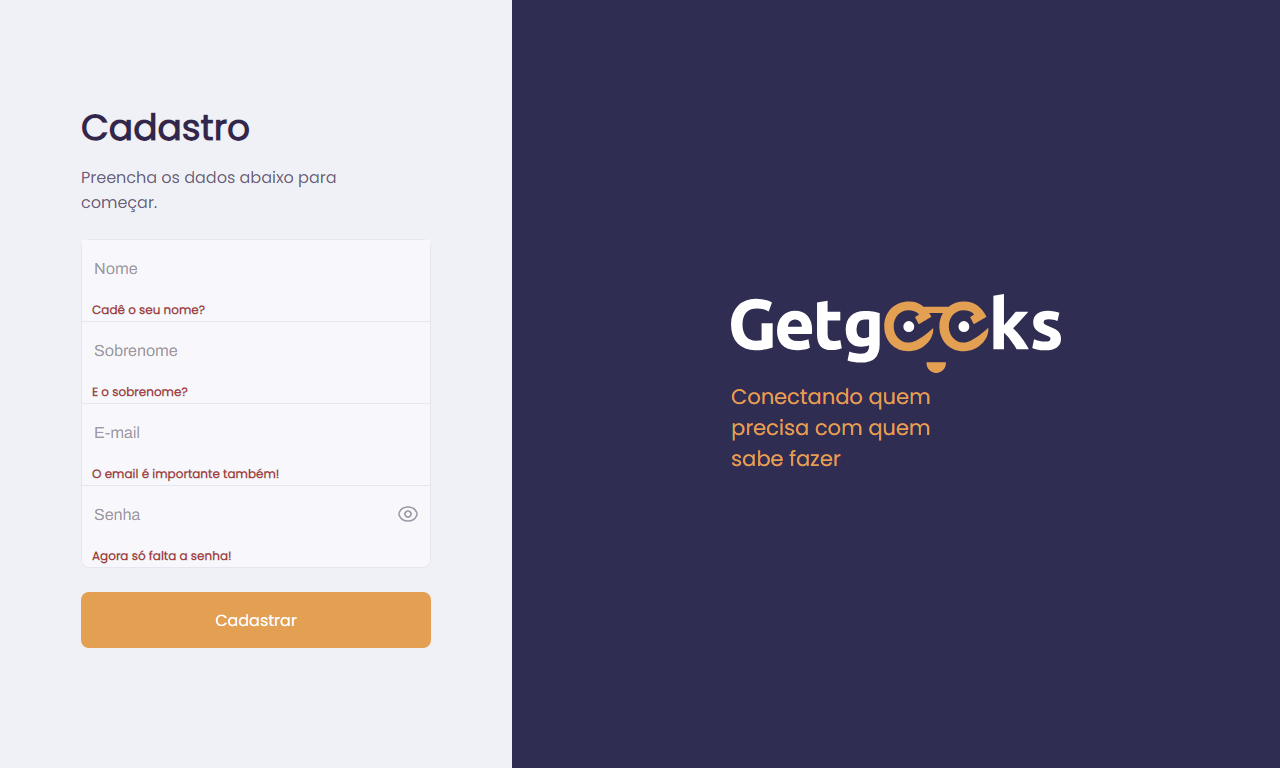 Cadastro
Preencha os dados abaixo para
começar.
Nome
Cadê o seu nome?
Sobrenome
E o sobrenome?
E-mail
O email é importante também!
Senha
Agora só falta a senha!
Cadastrar
Getgeeks
Conectando quem
precisa com quem
sabe fazer